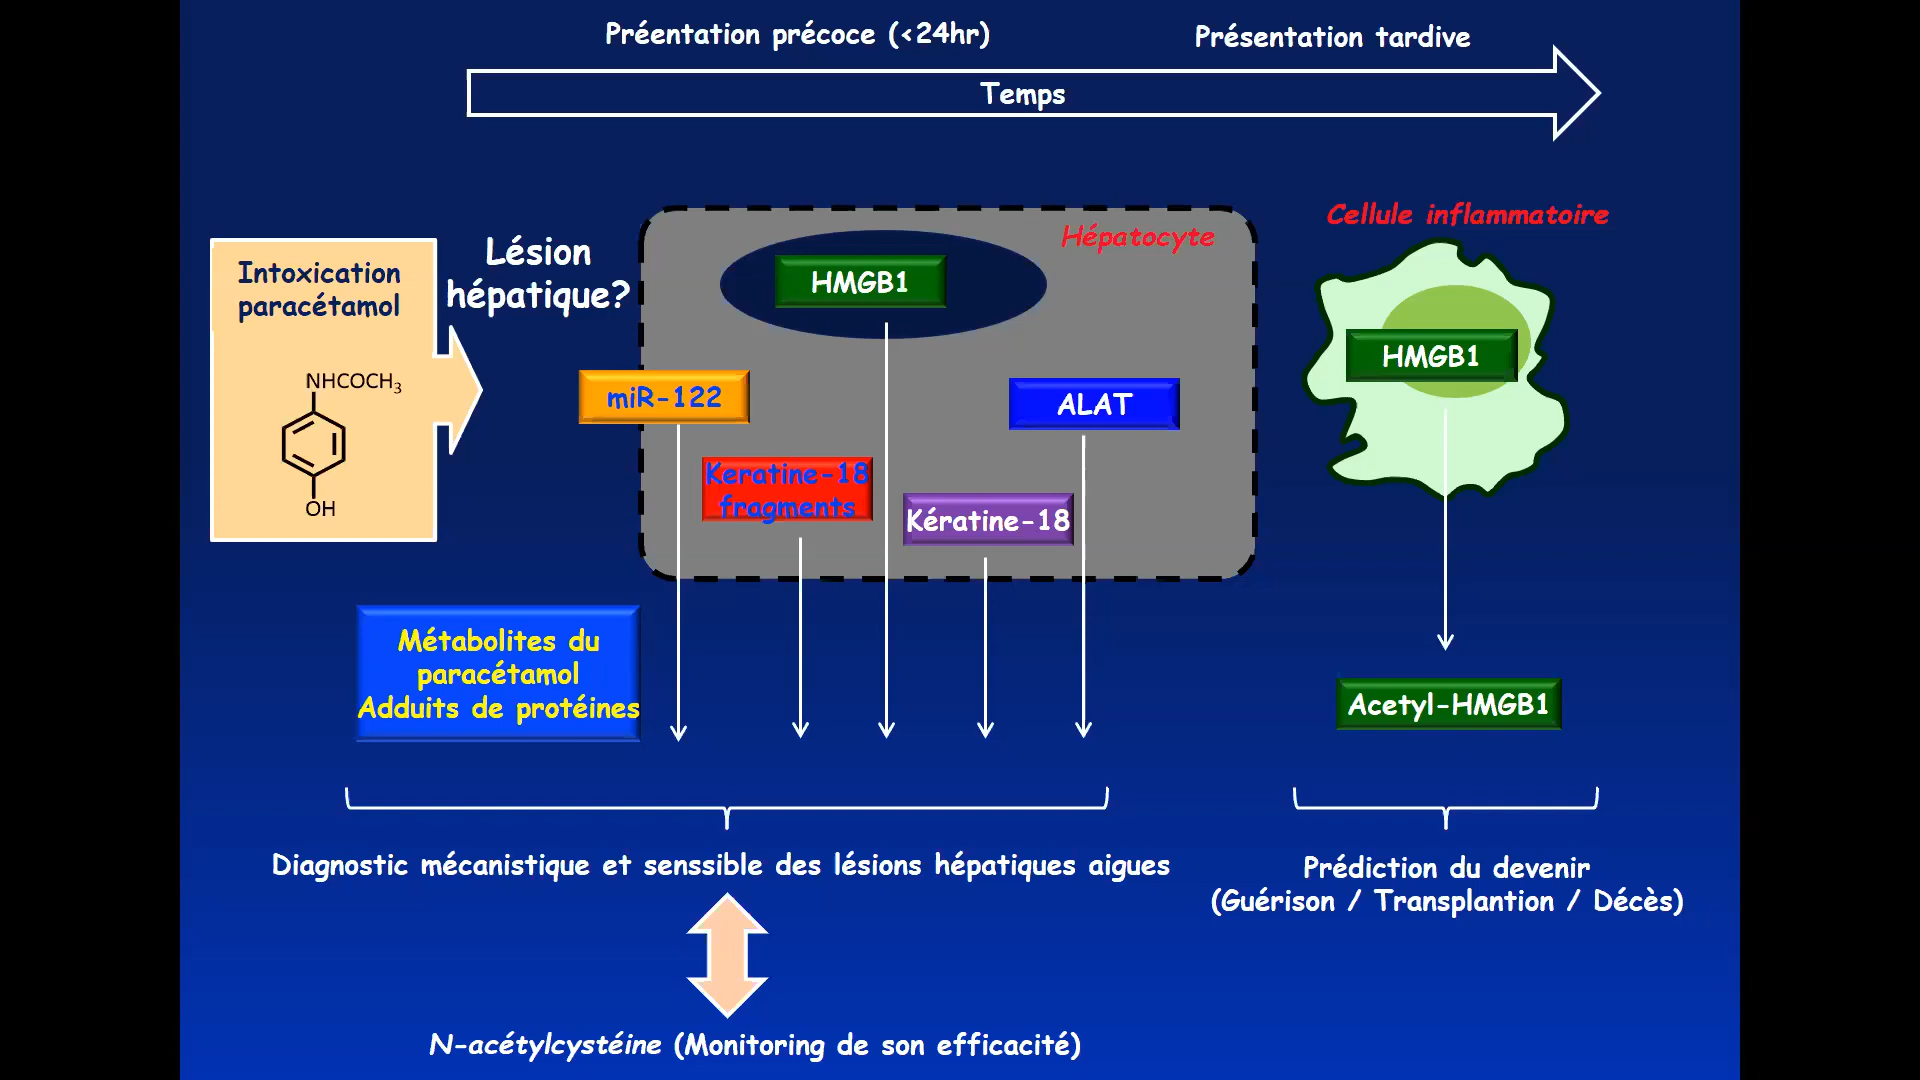 Préentation précoce (<24hr)
Présentation tardive
Temps
Intoxication
paracétamol
NHCOCH3
OH
Lésion
hépatique?
Hépatocyte
HMGB1
miR-122
ALAT
Keratine-18
fragments
Kératine-18
Cellule inflammatoire
HMGB1
Métabolites du
paracétamol
Adduits de protéines
Acetyl-HMGB1
Diagnostic mécanistique et senssible des lésions hépatiques aigues
Prédiction du devenir
(Guérison / Transplantion / Décès)
N-acétylcystéine (Monitoring de son efficacité)